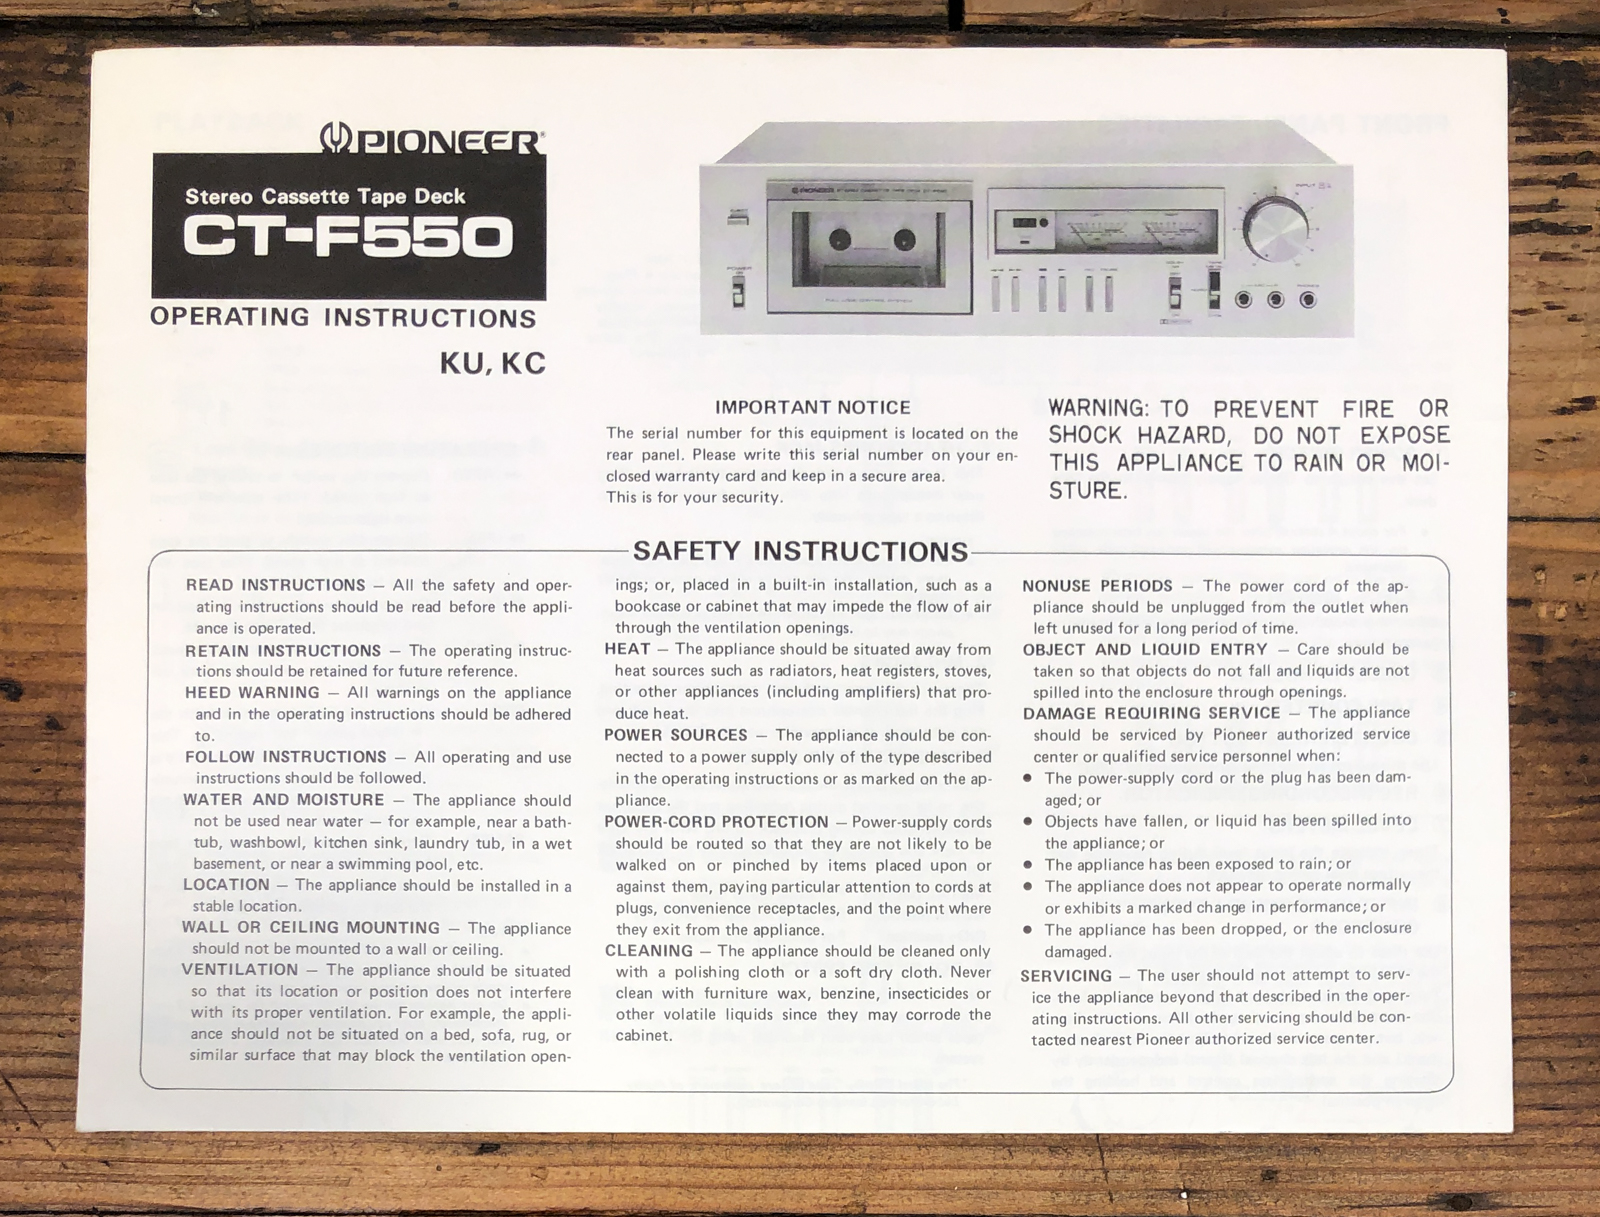 PIONEER
Stereo Cassette Tape Deck
CT-F550
OPERATING INSTRUCTIONS
KU, KC
PIONEER
POWER
IMPORTANT NOTICE
The serial number for this equipment is located on the
rear panel. Please write this serial number on your en-
closed warranty card and keep in a secure area.
This is for your security.
WARNING: TO PREVENT FIRE OR
SHOCK HAZARD, DO NOT EXPOSE
THIS APPLIANCE TO RAIN OR MOI-
STURE.
SAFETY INSTRUCTIONS
READ INSTRUCTIONS – All the safety and oper-
ating instructions should be read before the appli-
ance is operated.
RETAIN INSTRUCTIONS – The operating instruc-
tions should be retained for future reference.
HEED WARNING – All warnings on the appliance
and in the operating instructions should be adhered
to.
FOLLOW INSTRUCTIONS – All operating and use
instructions should be followed.
WATER AND MOISTURE – The appliance should
not be used near water – for example, near a bath-
tub, washbowl, kitchen sink, laundry tub, in a wet
basement, or near a swimming pool, etc.
LOCATION – The appliance should be installed in a
stable location.
WALL OR CEILING MOUNTING – The appliance
should not be mounted to a wall or ceiling.
VENTILATION – The appliance should be situated
so that its location or position does not interfere
with its proper ventilation. For example, the appli-
ance should not be situated on a bed, sofa, rug, or
similar surface that may block the ventilation open-
ings; or, placed in a built-in installation, such as a
bookcase or cabinet that may impede the flow of air
through the ventilation openings.
HEAT – The appliance should be situated away from
heat sources such as radiators, heat registers, stoves,
or other appliances (including amplifiers) that pro-
duce heat.
POWER SOURCES – The appliance should be con-
nected to a power supply only of the type described
in the operating instructions or as marked on the ap-
pliance.
POWER-CORD PROTECTION – Power-supply cords
should be routed so that they are not likely to be
walked on or pinched by items placed upon or
against them, paying particular attention to cords at
plugs, convenience receptacles, and the point where
they exit from the appliance.
CLEANING – The appliance should be cleaned only
with a polishing cloth or a soft dry cloth. Never
clean with furniture wax, benzine, insecticides or
other volatile liquids since they may corrode the
cabinet.
NONUSE PERIODS – The power cord of the ap-
pliance should be unplugged from the outlet when
left unused for a long period of time.
OBJECT AND LIQUID ENTRY – Care should be
taken so that objects do not fall and liquids are not
spilled into the enclosure through openings.
DAMAGE REQUIRING SERVICE – The appliance
should be serviced by Pioneer authorized service
center or qualified service personnel when:
● The power-supply cord or the plug has been dam-
aged; or
● Objects have fallen, or liquid has been spilled into
the appliance; or
● The appliance has been exposed to rain; or
● The appliance does not appear to operate normally
or exhibits a marked change in performance; or
● The appliance has been dropped, or the enclosure
damaged.
SERVICING – The user should not attempt to serv-
ice the appliance beyond that described in the oper-
ating instructions. All other servicing should be con-
tacted nearest Pioneer authorized service center.